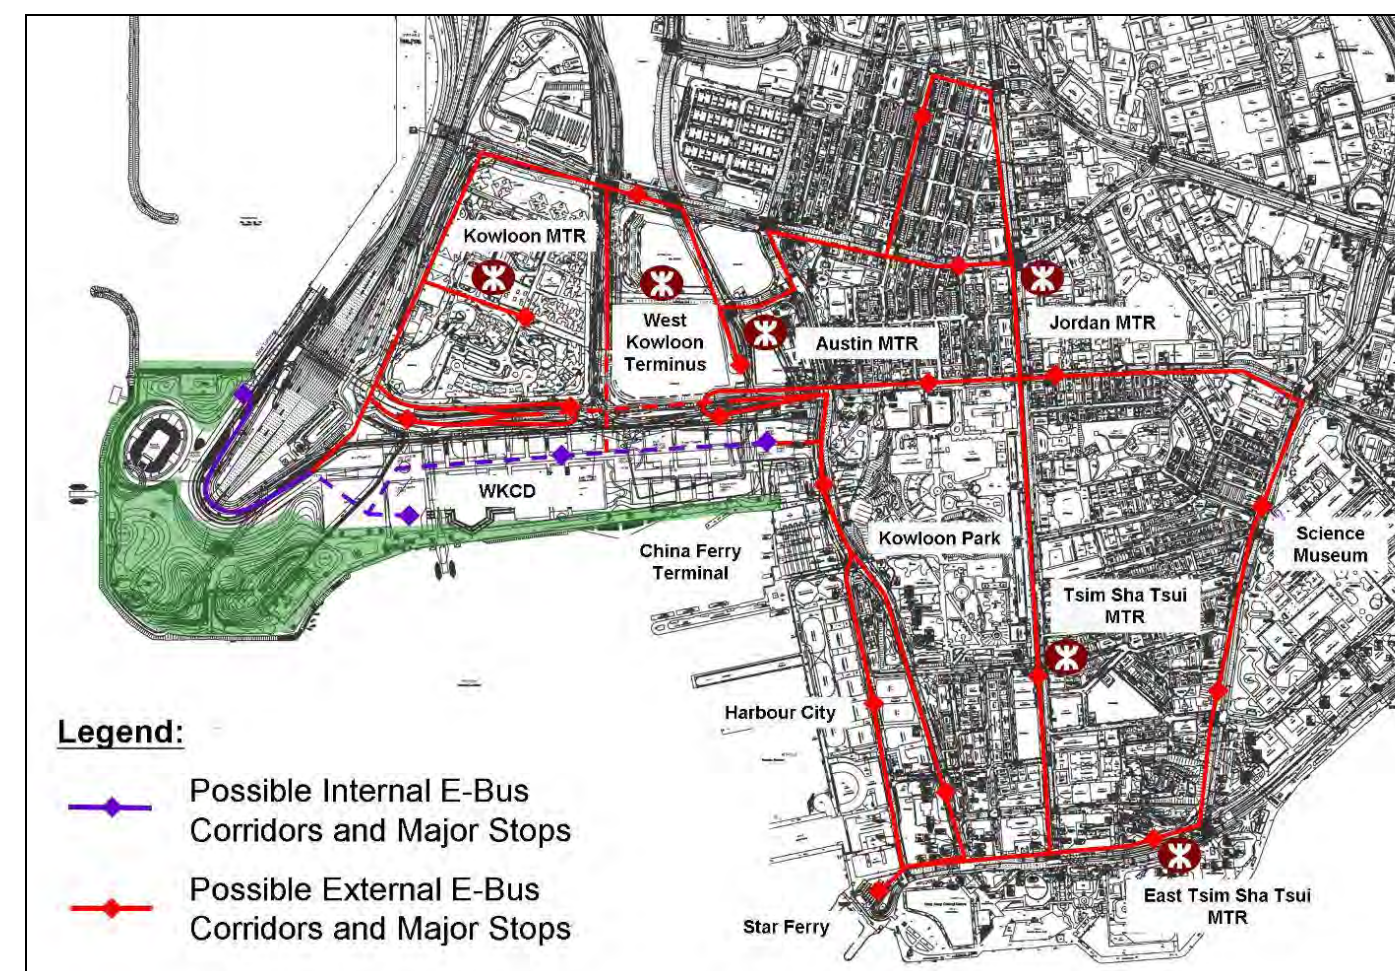 Kowloon MTR
West
Kowloon
Terminus
Austin MTR
Jordan MTR
WKCD
China Ferry
Terminal
Kowloon Park
Science
Museum
Tsim Sha Tsui
MTR
Harbour City
East Tsim Sha Tsui
MTR
Star Ferry
Legend:
Possible Internal E-Bus
Corridors and Major Stops
Possible External E-Bus
Corridors and Major Stops